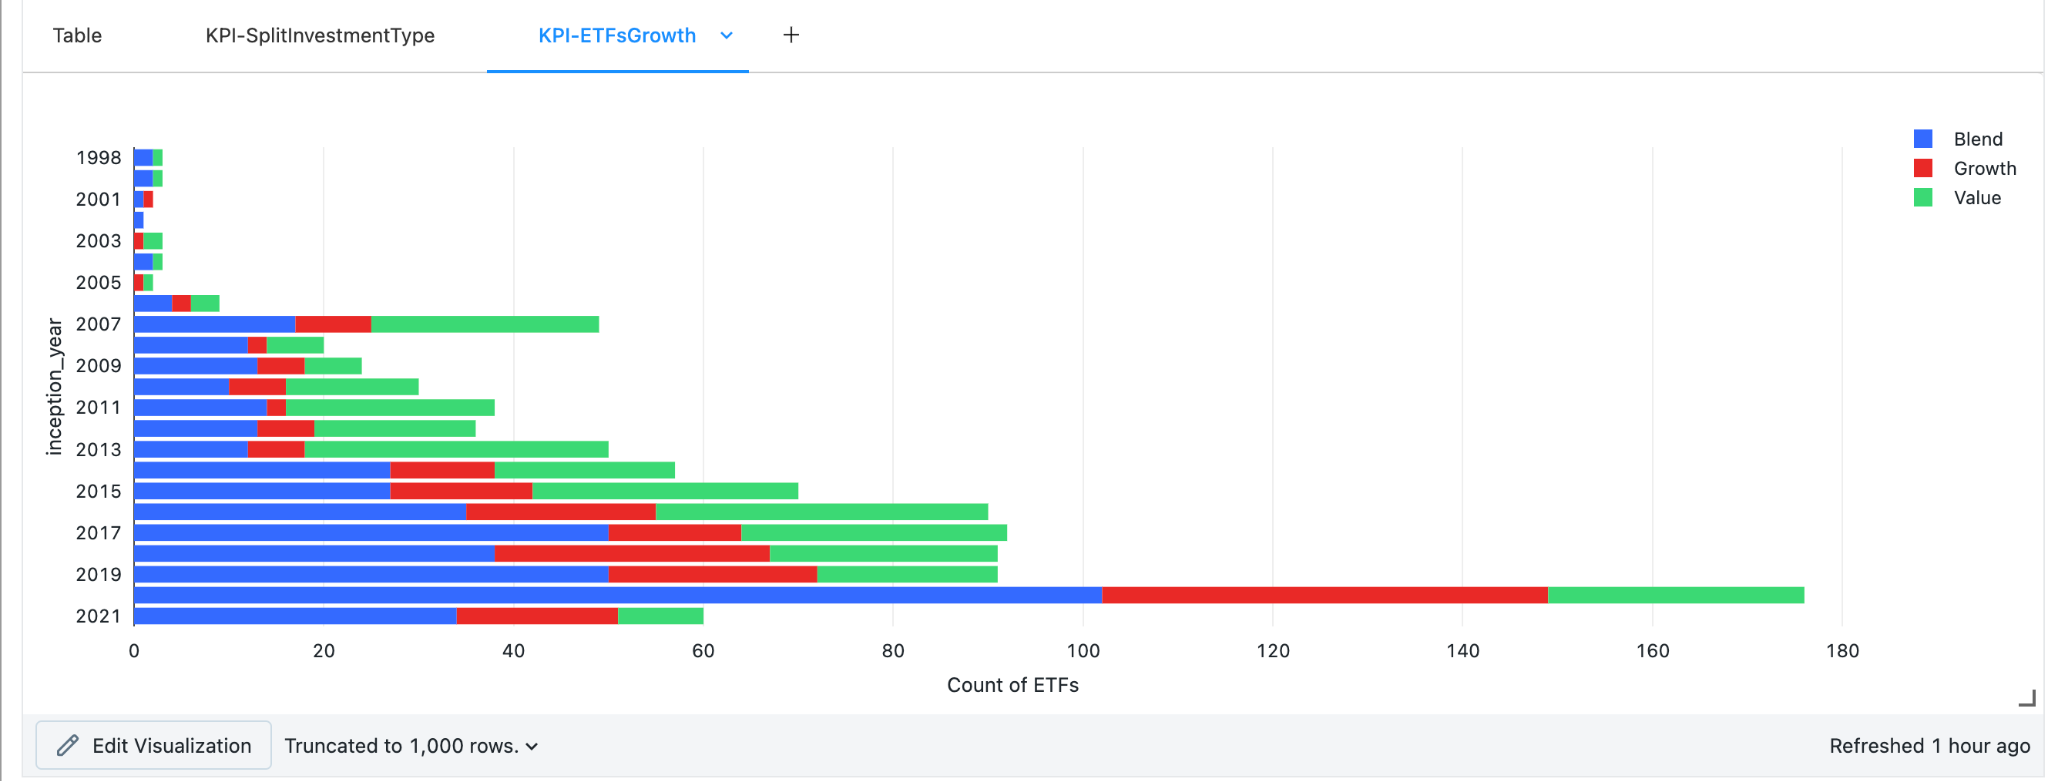 Table KPI-SplitInvestmentType KPI-ETFsGrowth +
Blend
Growth
Value
inception_year
1998
2001
2003
2005
2007
2009
2011
2013
2015
2017
2019
2021
0 20 40 60 80 100 120 140 160 180
Count of ETFs
Edit Visualization Truncated to 1,000 rows. Refreshed 1 hour ago